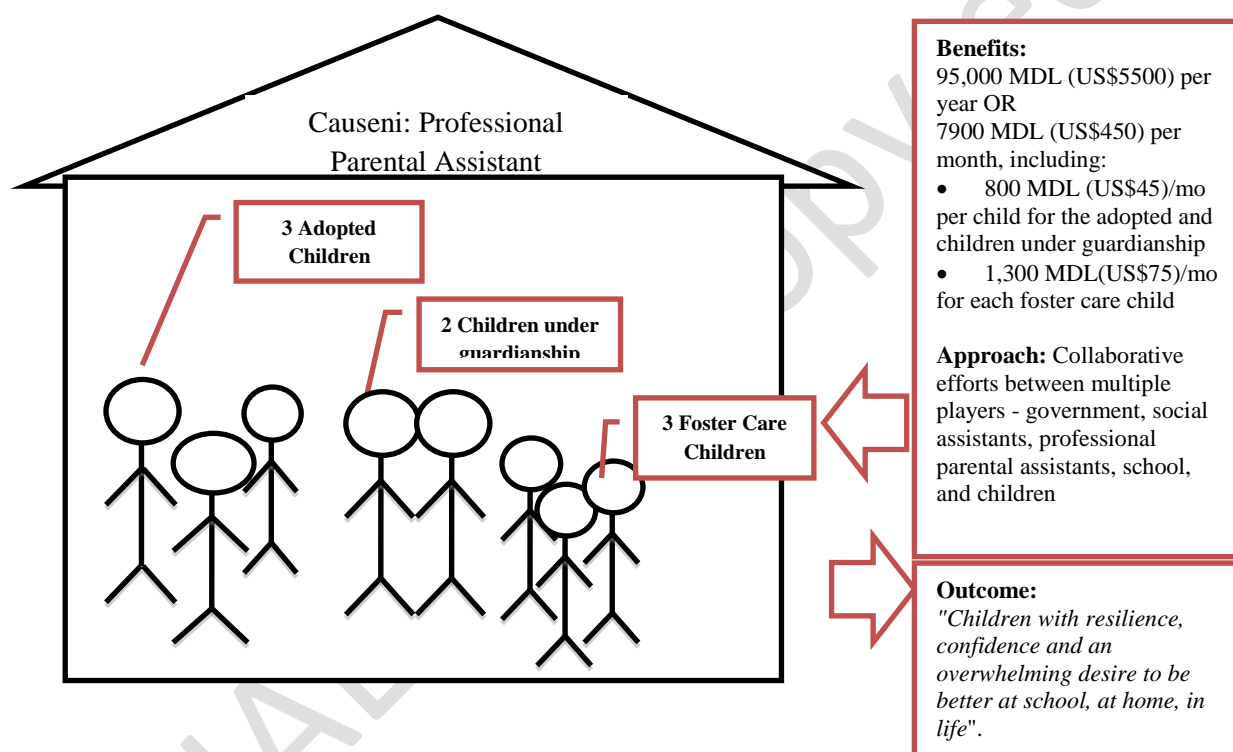 Causeni: Professional
Parental Assistant
3 Adopted
Children
2 Children under
guardianship
3 Foster Care
Children
Benefits:
95,000 MDL (US$5500) per
year OR
7900 MDL (US$450) per
month, including:
• 800 MDL (US$45)/mo
per child for the adopted and
children under guardianship
• 1,300 MDL(US$75)/mo
for each foster care child
Approach: Collaborative
efforts between multiple
players - government, social
assistants, professional
parental assistants, school,
and children
Outcome:
"Children with resilience,
confidence and an
overwhelming desire to be
better at school, at home, in
life".